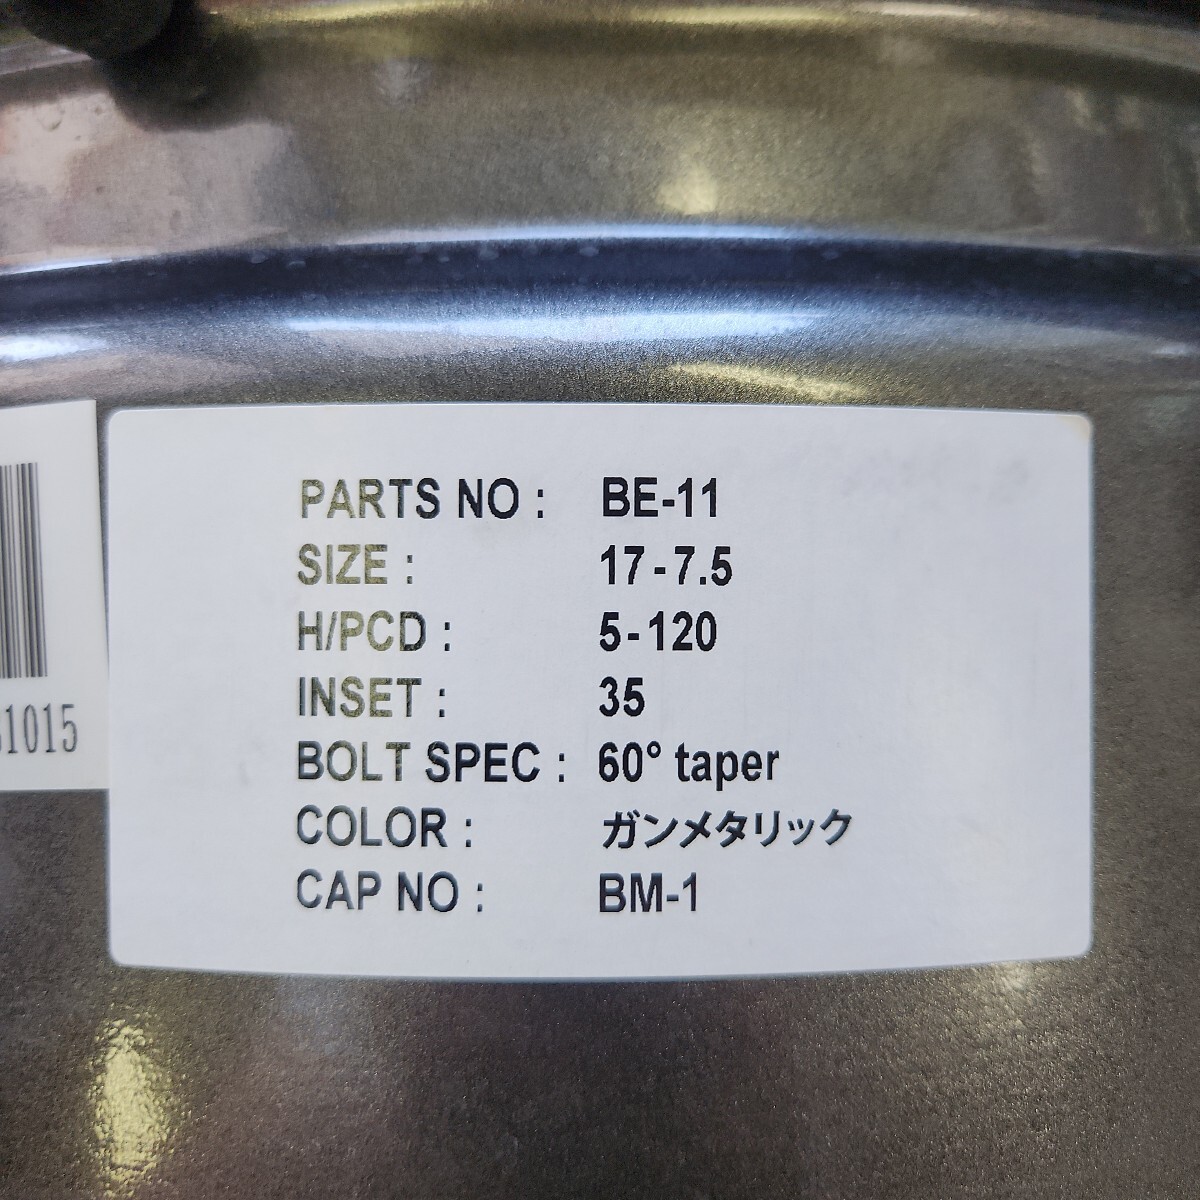 PARTS NO : BE-11
SIZE : 17-7.5
H/PCD : 5-120
INSET : 35
BOLT SPEC : 60° taper
COLOR : ガンメタリック
CAP NO : BM-1
1015